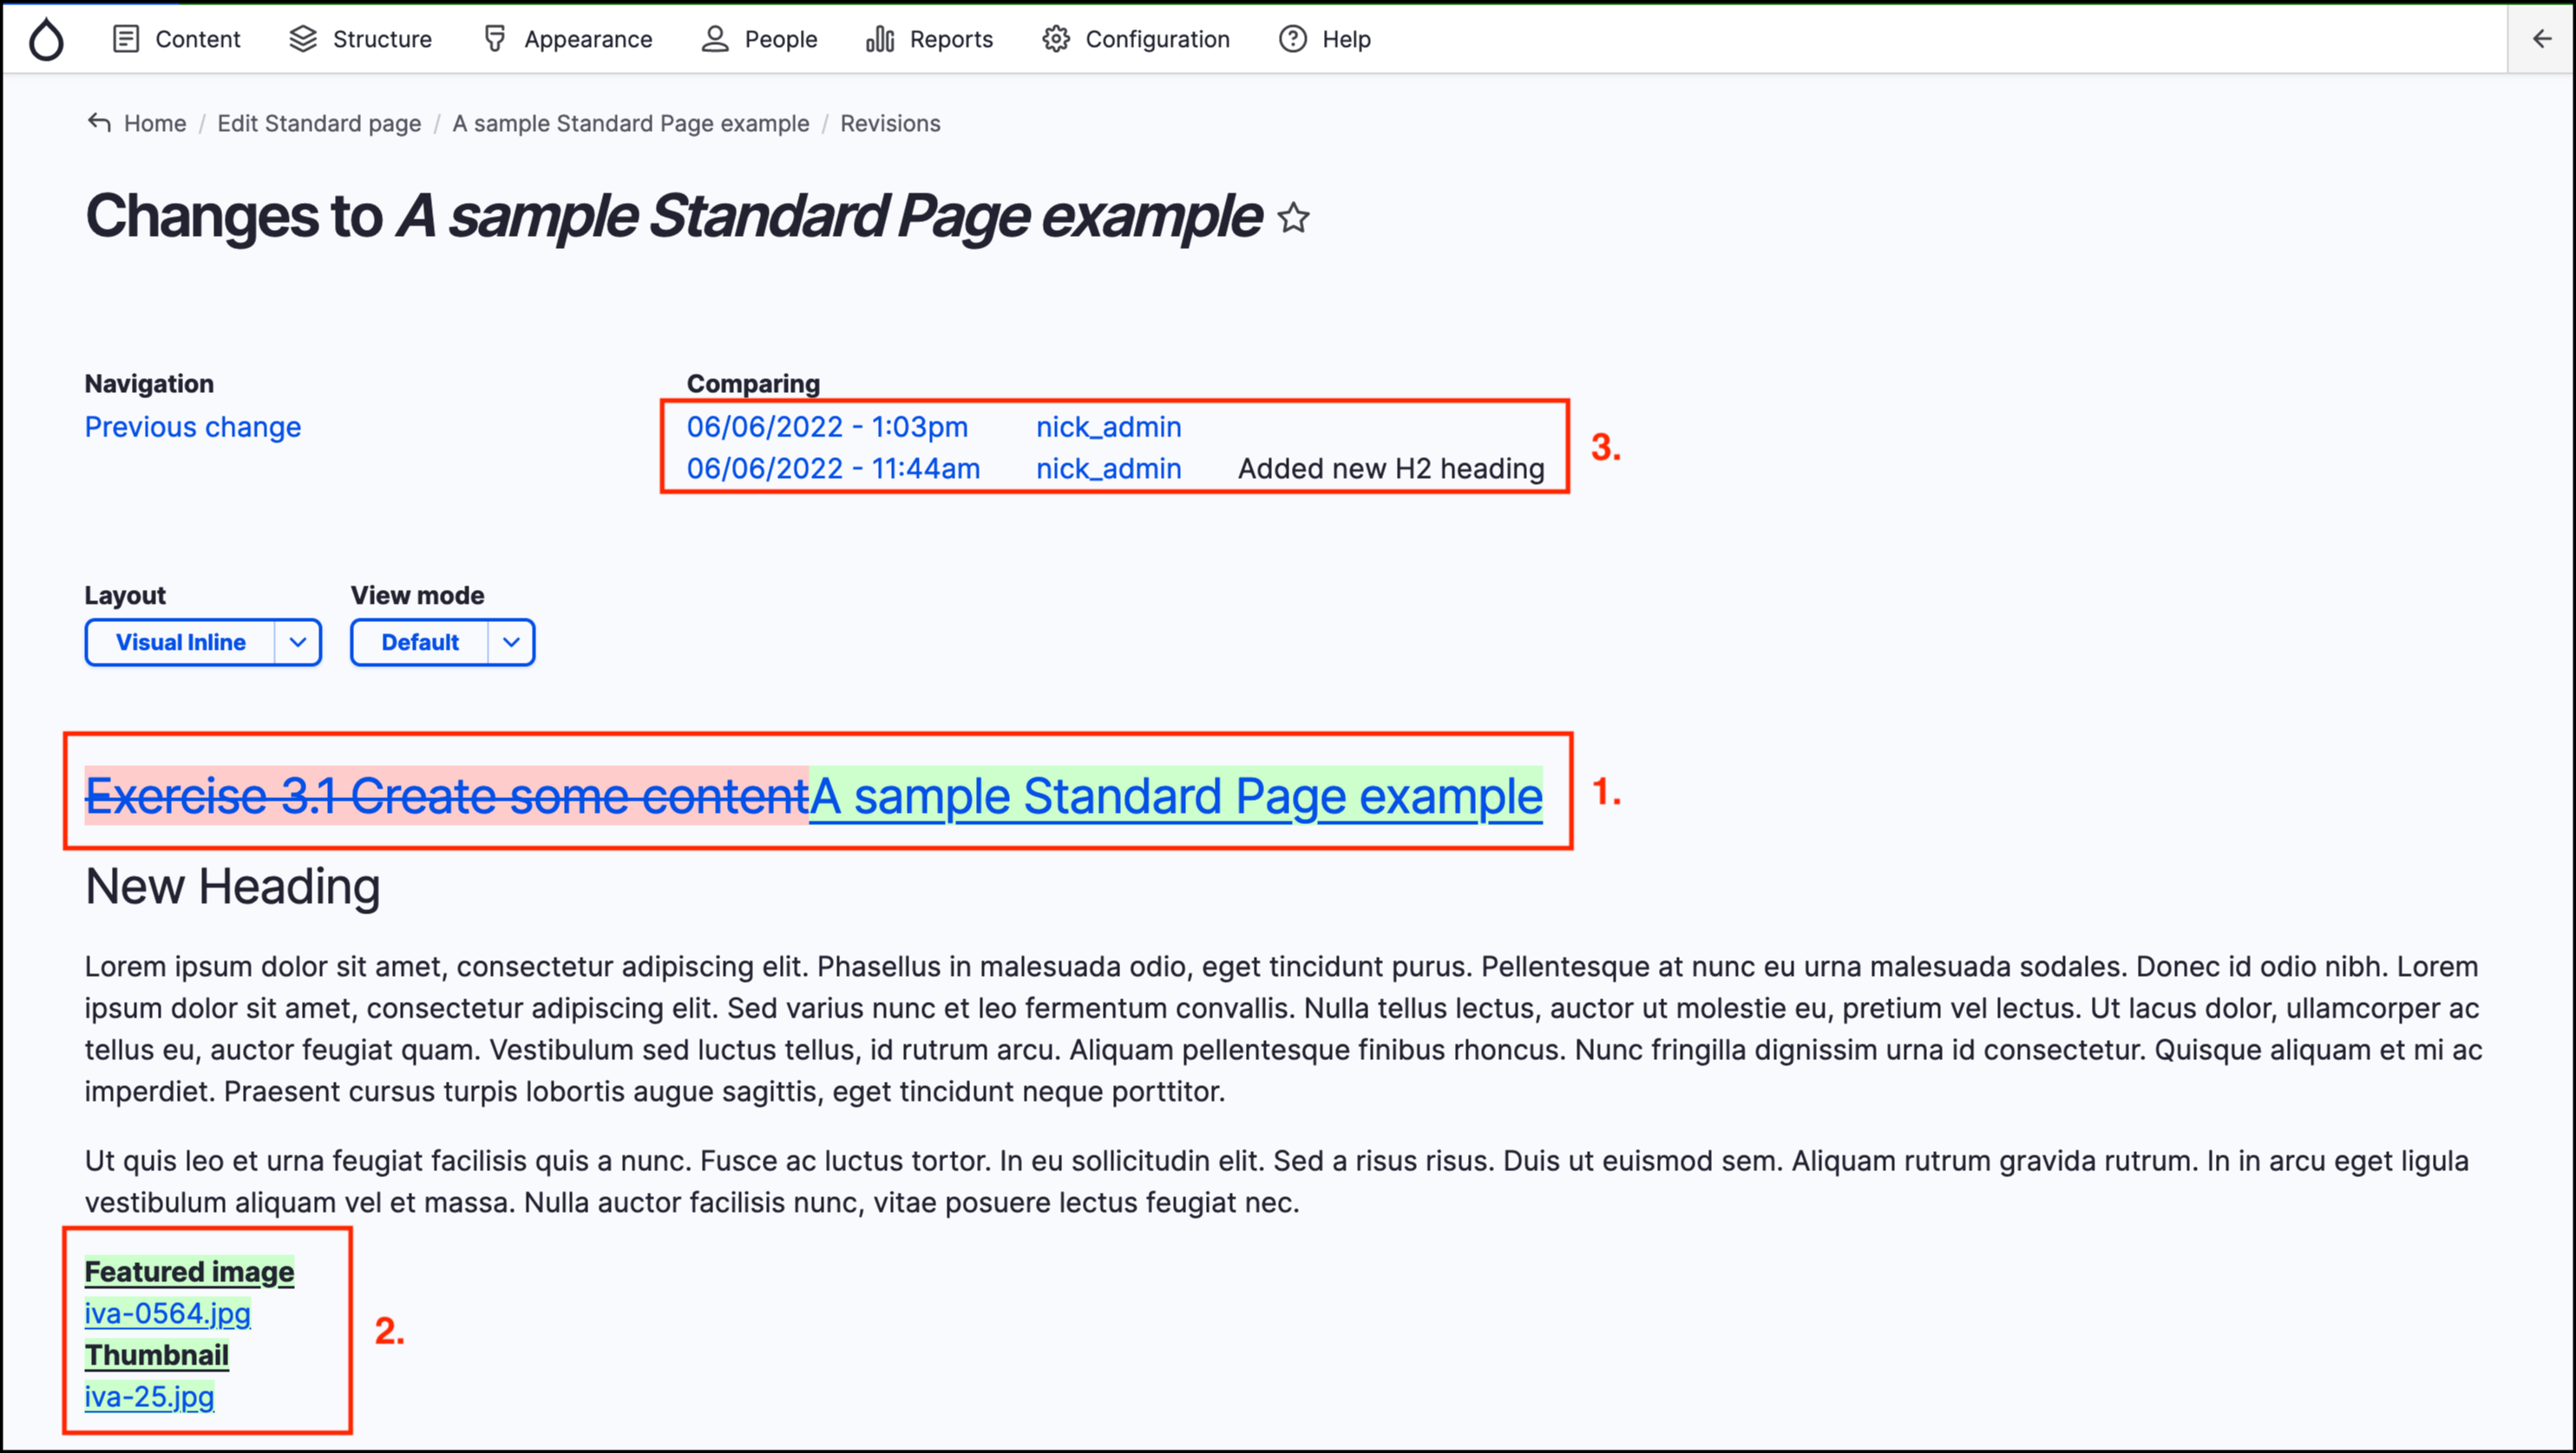 Content Structure Appearance People Reports Configuration Help
Home / Edit Standard page / A sample Standard Page example / Revisions
Changes to A sample Standard Page example
Navigation
Previous change
Comparing
06/06/2022 - 1:03pm nick_admin
06/06/2022 - 11:44am nick_admin Added new H2 heading
3.
Layout View mode
Visual Inline Default
Exercise 3.1 Create some contentA sample Standard Page example
1.
New Heading
Lorem ipsum dolor sit amet, consectetur adipiscing elit. Phasellus in malesuada odio, eget tincidunt purus. Pellentesque at nunc eu urna malesuada sodales. Donec id odio nibh. Lorem
ipsum dolor sit amet, consectetur adipiscing elit. Sed varius nunc et leo fermentum convallis. Nulla tellus lectus, auctor ut molestie eu, pretium vel lectus. Ut lacus dolor, ullamcorper ac
tellus eu, auctor feugiat quam. Vestibulum sed luctus tellus, id rutrum arcu. Aliquam pellentesque finibus rhoncus. Nunc fringilla dignissim urna id consectetur. Quisque aliquam et mi ac
imperdiet. Praesent cursus turpis lobortis augue sagittis, eget tincidunt neque porttitor.
Ut quis leo et urna feugiat facilisis quis a nunc. Fusce ac luctus tortor. In eu sollicitudin elit. Sed a risus risus. Duis ut euismod sem. Aliquam rutrum gravida rutrum. In in arcu eget ligula
vestibulum aliquam vel et massa. Nulla auctor facilisis nunc, vitae posuere lectus feugiat nec.
Featured image
iva-0564.jpg
Thumbnail
iva-25.jpg
2.